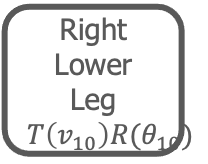 Right
Lower
Leg
T(v₁₀)R(θ₁₀)